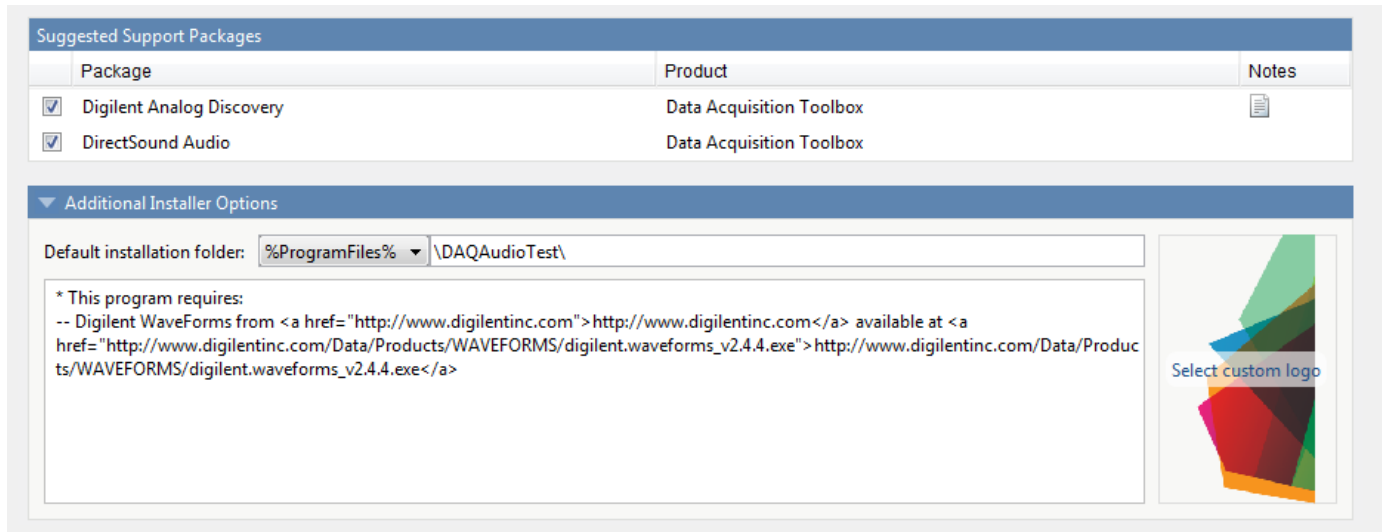 Suggested Support Packages
Package Product Notes
Digilent Analog Discovery Data Acquisition Toolbox
DirectSound Audio Data Acquisition Toolbox
Additional Installer Options
Default installation folder: %ProgramFiles% \DAQAudioTest\
* This program requires:
-- Digilent WaveForms from <a href="http://www.digilentinc.com">http://www.digilentinc.com</a> available at <a
href="http://www.digilentinc.com/Data/Products/WAVEFORMS/digilent.waveforms_v2.4.4.exe">http://www.digilentinc.com/Data/Produc
ts/WAVEFORMS/digilent.waveforms_v2.4.4.exe</a>
Select custom logo